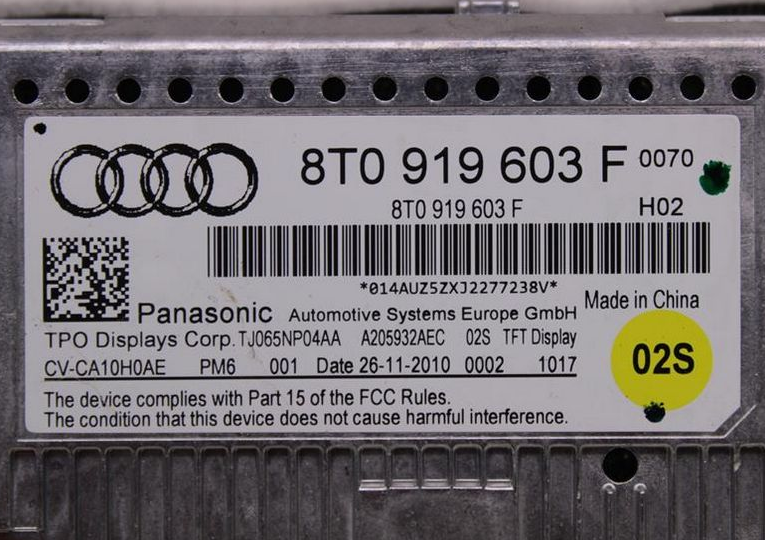 8T0 919 603 F 0070
8T0 919 603 F H02
*014AUZ5ZXJ2277238V*
Panasonic Automotive Systems Europe GmbH Made in China
TPO Displays Corp. TJ065NP04AA A205932AEC 02S TFT Display
CV-CA10H0AE PM6 001 Date 26-11-2010 0002 1017
02S
The device complies with Part 15 of the FCC Rules.
The condition that this device does not cause harmful interference.